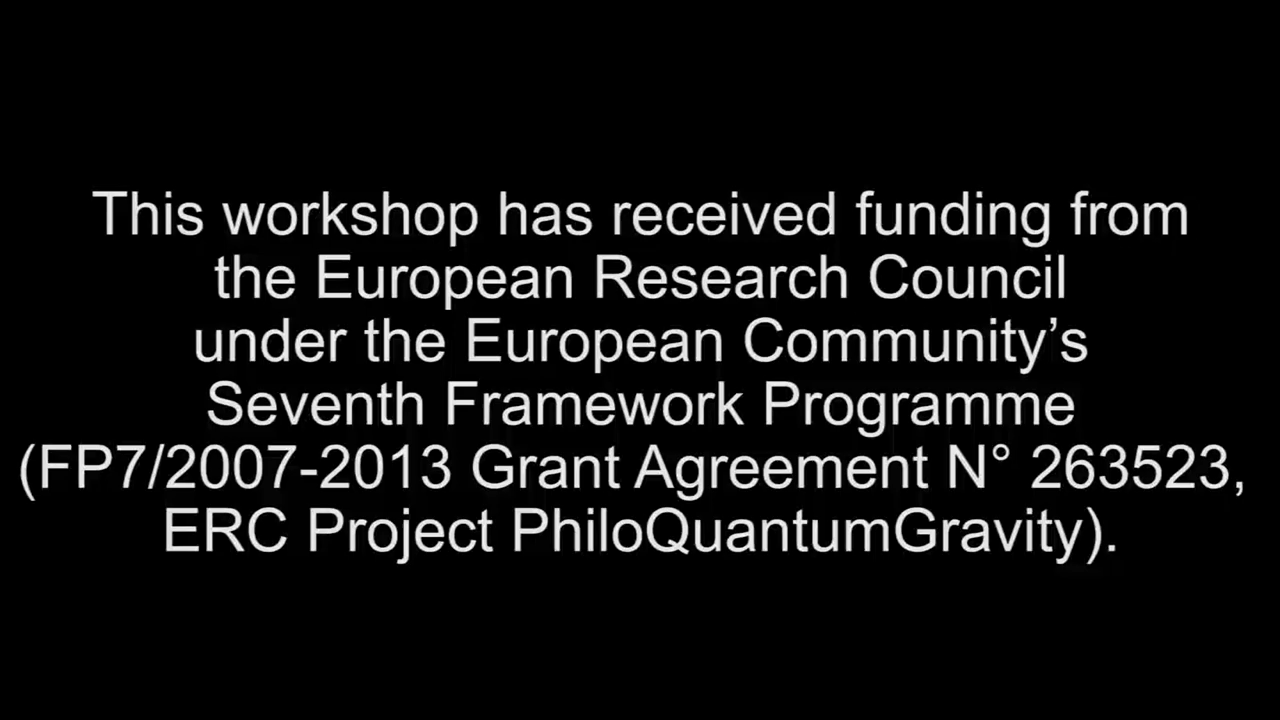 This workshop has received funding from
the European Research Council
under the European Community’s
Seventh Framework Programme
(FP7/2007-2013 Grant Agreement N° 263523,
ERC Project PhiloQuantumGravity).